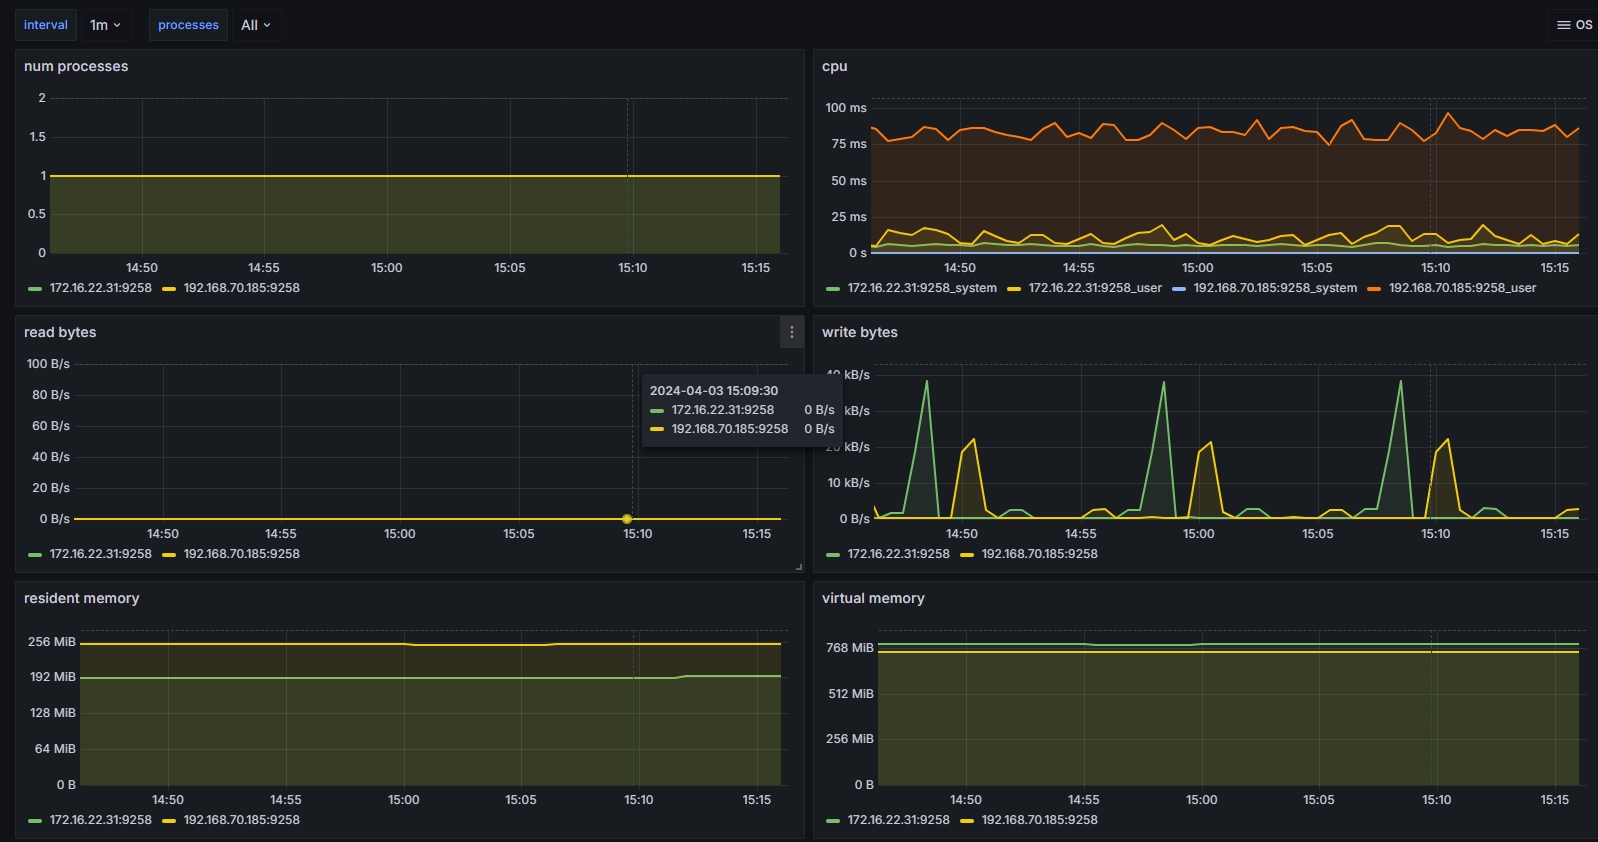 interval 1m processes All OS
num processes
2
1.5
1
0.5
0
14:50 14:55 15:00 15:05 15:10 15:15
172.16.22.31:9258 192.168.70.185:9258
cpu
100 ms
75 ms
50 ms
25 ms
0 s
14:50 14:55 15:00 15:05 15:10 15:15
172.16.22.31:9258_system 172.16.22.31:9258_user 192.168.70.185:9258_system 192.168.70.185:9258_user
read bytes
100 B/s
80 B/s
60 B/s
40 B/s
20 B/s
0 B/s
14:50 14:55 15:00 15:05 15:10 15:15
172.16.22.31:9258 192.168.70.185:9258
2024-04-03 15:09:30
172.16.22.31:9258 0 B/s
192.168.70.185:9258 0 B/s
write bytes
40 kB/s
kB/s
20 kB/s
10 kB/s
0 B/s
14:50 14:55 15:00 15:05 15:10 15:15
172.16.22.31:9258 192.168.70.185:9258
resident memory
256 MiB
192 MiB
128 MiB
64 MiB
0 B
14:50 14:55 15:00 15:05 15:10 15:15
172.16.22.31:9258 192.168.70.185:9258
virtual memory
768 MiB
512 MiB
256 MiB
0 B
14:50 14:55 15:00 15:05 15:10 15:15
172.16.22.31:9258 192.168.70.185:9258